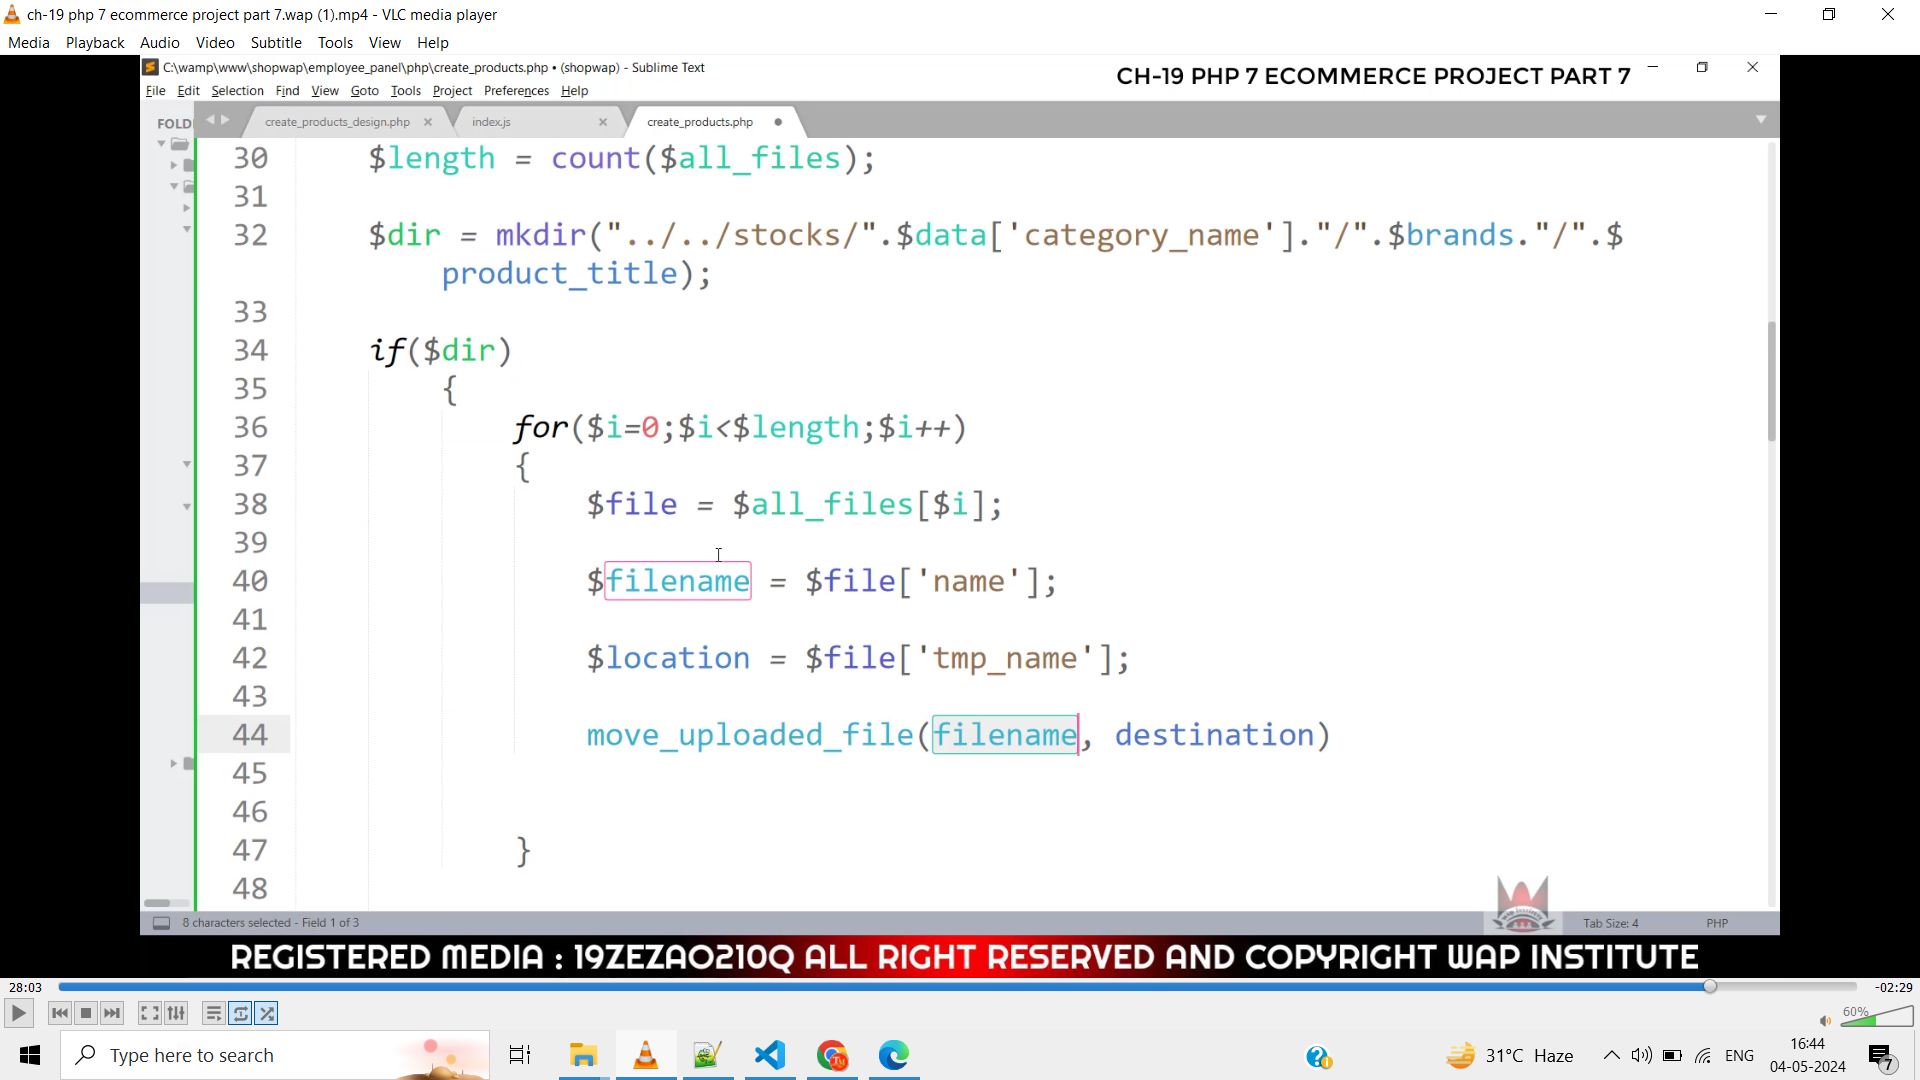 ch-19 php 7 ecommerce project part 7.wap (1).mp4 - VLC media player
Media Playback Audio Video Subtitle Tools View Help
C:\wamp\www\shopwap\employee_panel\php\create_products.php • (shopwap) - Sublime Text
CH-19 PHP 7 ECOMMERCE PROJECT PART 7
File Edit Selection Find View Goto Tools Project Preferences Help
FOLD
create_products_design.php
index.js
create_products.php
30 $length = count($all_files);
31
32 $dir = mkdir("../../stocks/".$data['category_name']."/".$brands."/".$
product_title);
33
34 if($dir)
35 {
36 for($i=0;$i<$length;$i++)
37 {
38 $file = $all_files[$i];
39
40 $filename = $file['name'];
41
42 $location = $file['tmp_name'];
43
44 move_uploaded_file(filename, destination)
45
46
47 }
48
8 characters selected - Field 1 of 3
Tab Size: 4
PHP
REGISTERED MEDIA : 19ZEZAO210Q ALL RIGHT RESERVED AND COPYRIGHT WAP INSTITUTE
28:03
-02:29
60%
Type here to search
31°C Haze
ENG
16:44
04-05-2024
7